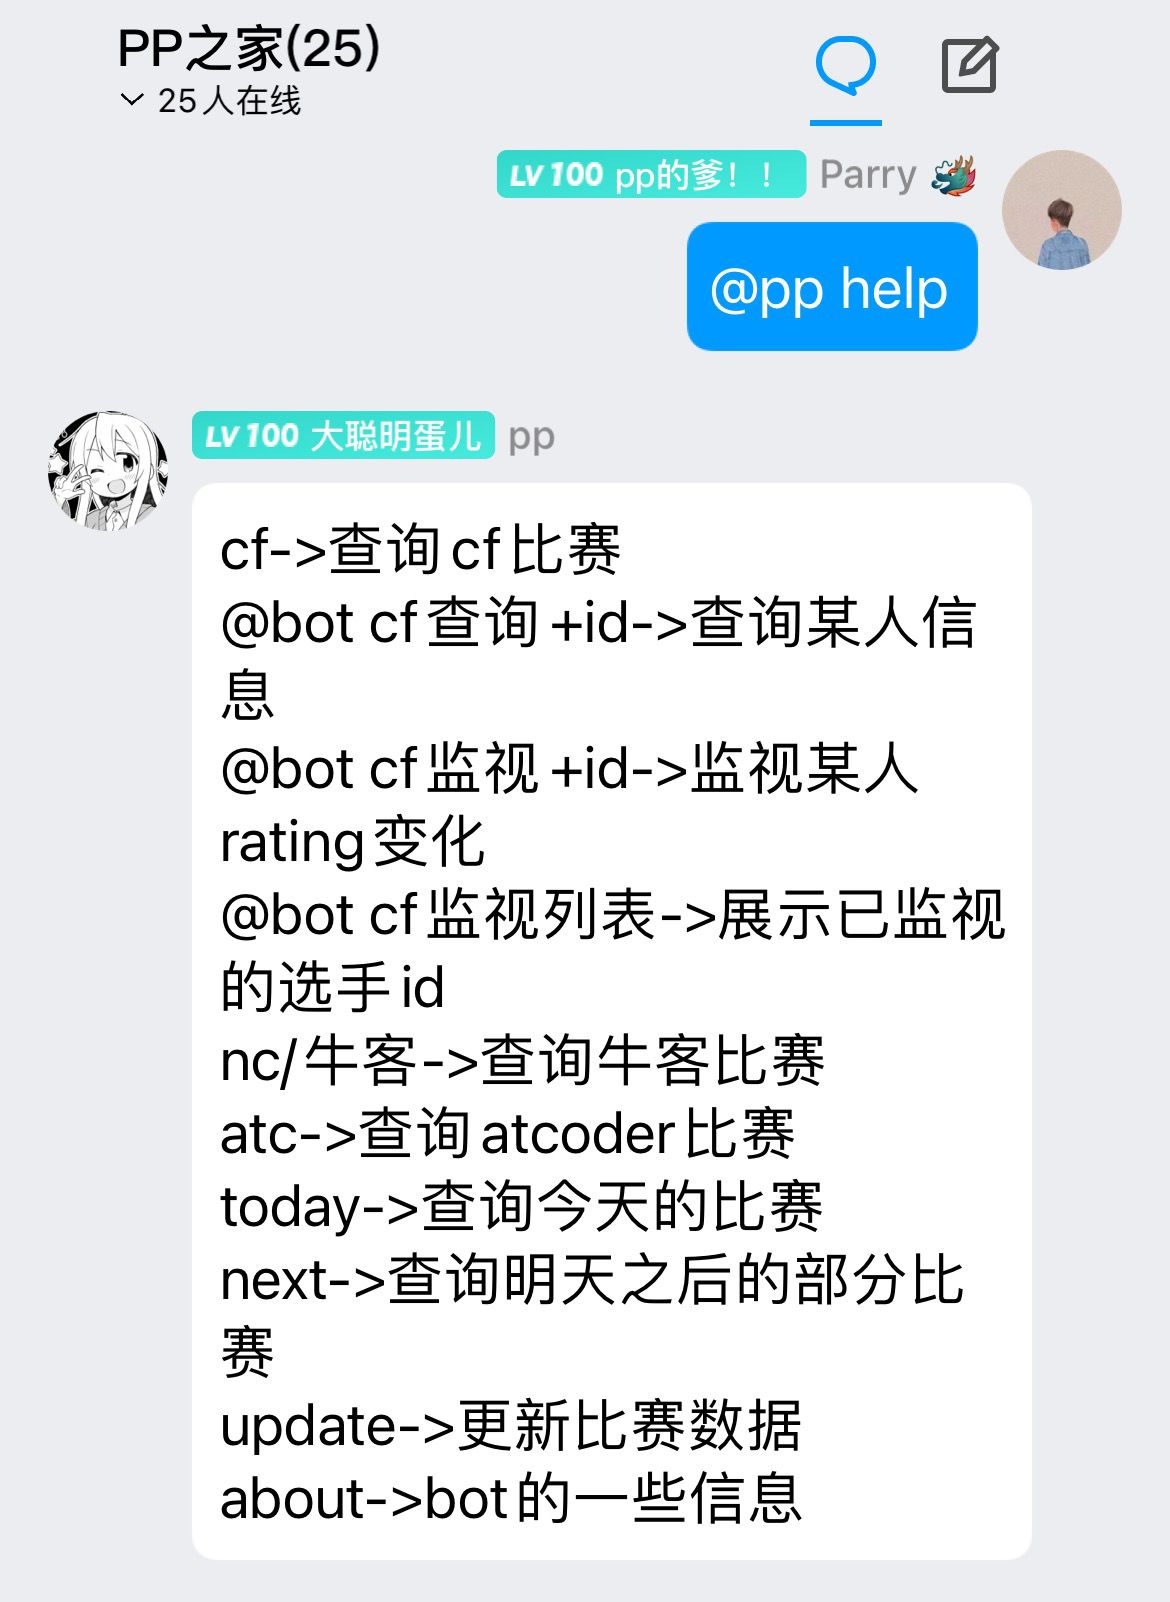 PP之家(25)
25人在线
LV 100 pp的爹！！ Parry 🐲
@pp help
LV 100 大聪明蛋儿 pp
cf->查询cf比赛
@bot cf查询+id->查询某人信
息
@bot cf监视+id->监视某人
rating变化
@bot cf监视列表->展示已监视
的选手id
nc/牛客->查询牛客比赛
atc->查询atcoder比赛
today->查询今天的比赛
next->查询明天之后的部分比
赛
update->更新比赛数据
about->bot的一些信息